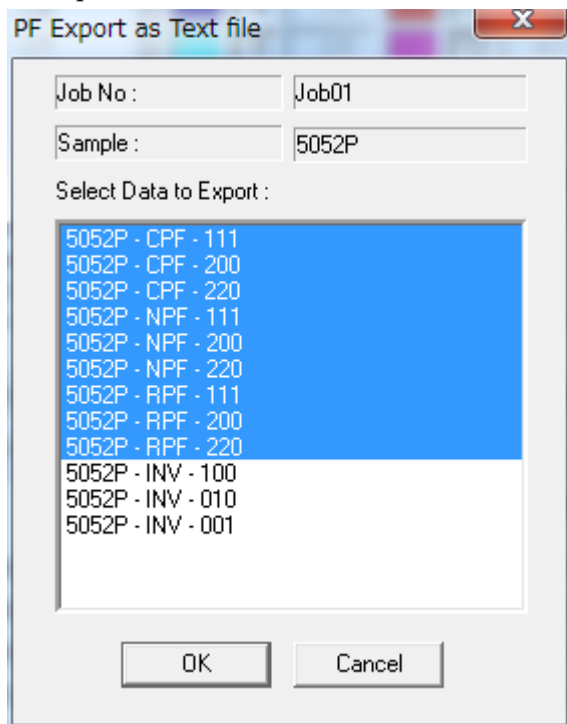 PF Export as Text file
Job No :
Job01
Sample :
5052P
Select Data to Export :
5052P - CPF - 111
5052P - CPF - 200
5052P - CPF - 220
5052P - NPF - 111
5052P - NPF - 200
5052P - NPF - 220
5052P - RPF - 111
5052P - RPF - 200
5052P - RPF - 220
5052P - INV - 100
5052P - INV - 010
5052P - INV - 001
OK
Cancel